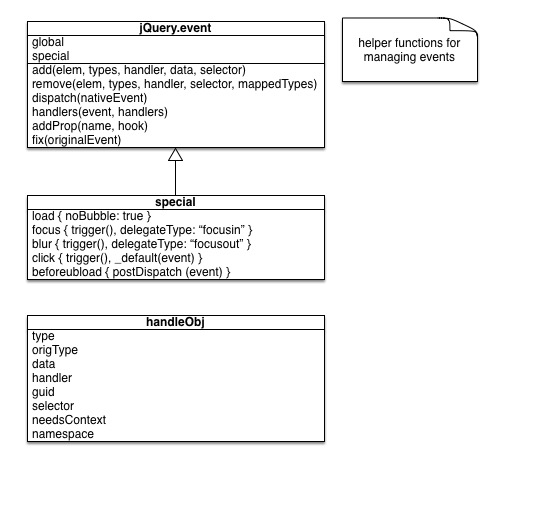 jQuery.event
global
special
add(elem, types, handler, data, selector)
remove(elem, types, handler, selector, mappedTypes)
dispatch(nativeEvent)
handlers(event, handlers)
addProp(name, hook)
fix(originalEvent)
helper functions for
managing events
special
load { noBubble: true }
focus { trigger(), delegateType: “focusin” }
blur { trigger(), delegateType: “focusout” }
click { trigger(), _default(event) }
beforeubload { postDispatch (event) }
handleObj
type
origType
data
handler
guid
selector
needsContext
namespace